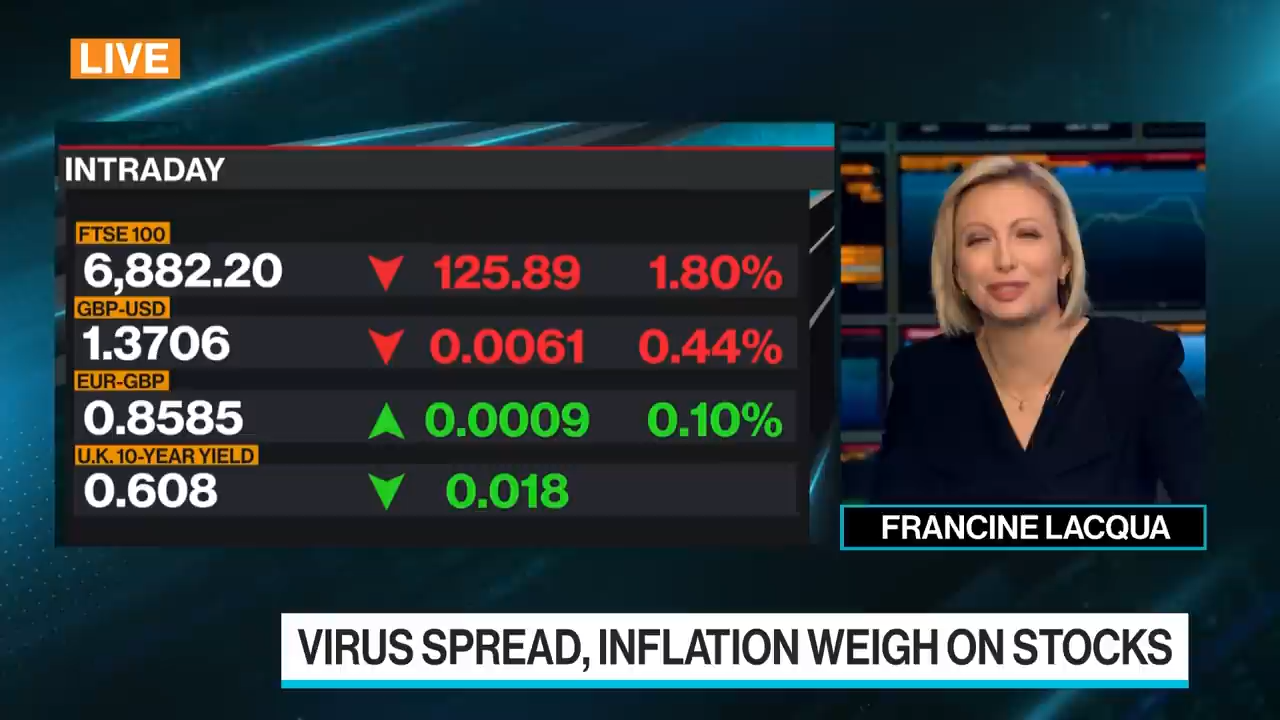 LIVE
INTRADAY
FTSE 100
6,882.20 ▼ 125.89 1.80%
GBP-USD
1.3706 ▼ 0.0061 0.44%
EUR-GBP
0.8585 ▲ 0.0009 0.10%
U.K. 10-YEAR YIELD
0.608 ▼ 0.018
FRANCINE LACQUA
VIRUS SPREAD, INFLATION WEIGH ON STOCKS